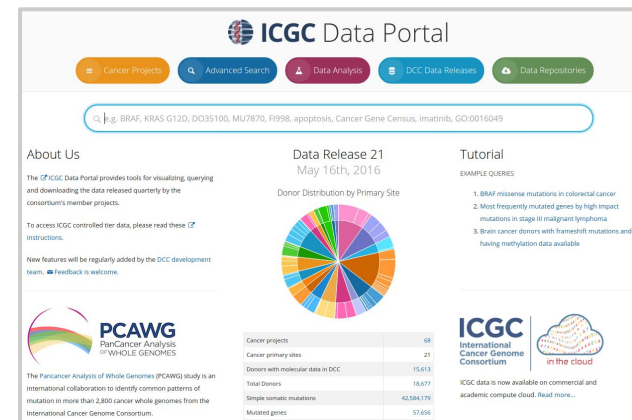 ICGC Data Portal
Cancer Projects
Advanced Search
Data Analysis
DCC Data Releases
Data Repositories
e.g. BRAF, KRAS G12D, DO35100, MU7870, FI998, apoptosis, Cancer Gene Census, imatinib, GO:0016049
About Us
The ICGC Data Portal provides tools for visualizing, querying
and downloading the data released quarterly by the
consortium's member projects.
To access ICGC controlled tier data, please read these
instructions.
New features will be regularly added by the DCC development
team. Feedback is welcome.
PCAWG
PanCancer Analysis
OF WHOLE GENOMES
The Pancancer Analysis of Whole Genomes (PCAWG) study is an
international collaboration to identify common patterns of
mutation in more than 2,800 cancer whole genomes from the
International Cancer Genome Consortium.
Data Release 21
May 16th, 2016
Donor Distribution by Primary Site
Cancer projects 68
Cancer primary sites 21
Donors with molecular data in DCC 15,613
Total Donors 18,677
Simple somatic mutations 42,584,179
Mutated genes 57,656
Tutorial
EXAMPLE QUERIES
1. BRAF missense mutations in colorectal cancer
2. Most frequently mutated genes by high impact
mutations in stage III malignant lymphoma
3. Brain cancer donors with frameshift mutations and
having methylation data available
ICGC
International
Cancer Genome
Consortium
in the cloud
ICGC data is now available on commercial and
academic compute cloud. Read more...